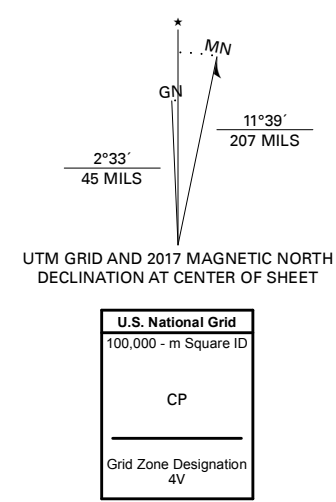 ★
MN
GN
11°39´
207 MILS
2°33´
45 MILS
UTM GRID AND 2017 MAGNETIC NORTH
DECLINATION AT CENTER OF SHEET
U.S. National Grid
100,000 - m Square ID
CP
Grid Zone Designation
4V